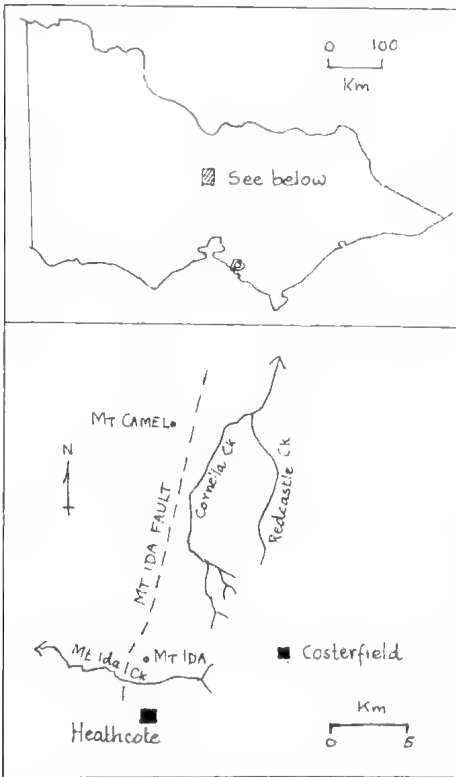 0 100
Km
See below
MT CAMEL
N
MT IDA FAULT
Cornella Ck
Redcastle Ck
Mt Ida Ck
MT IDA
Costerfield
Heathcote
Km
0 5